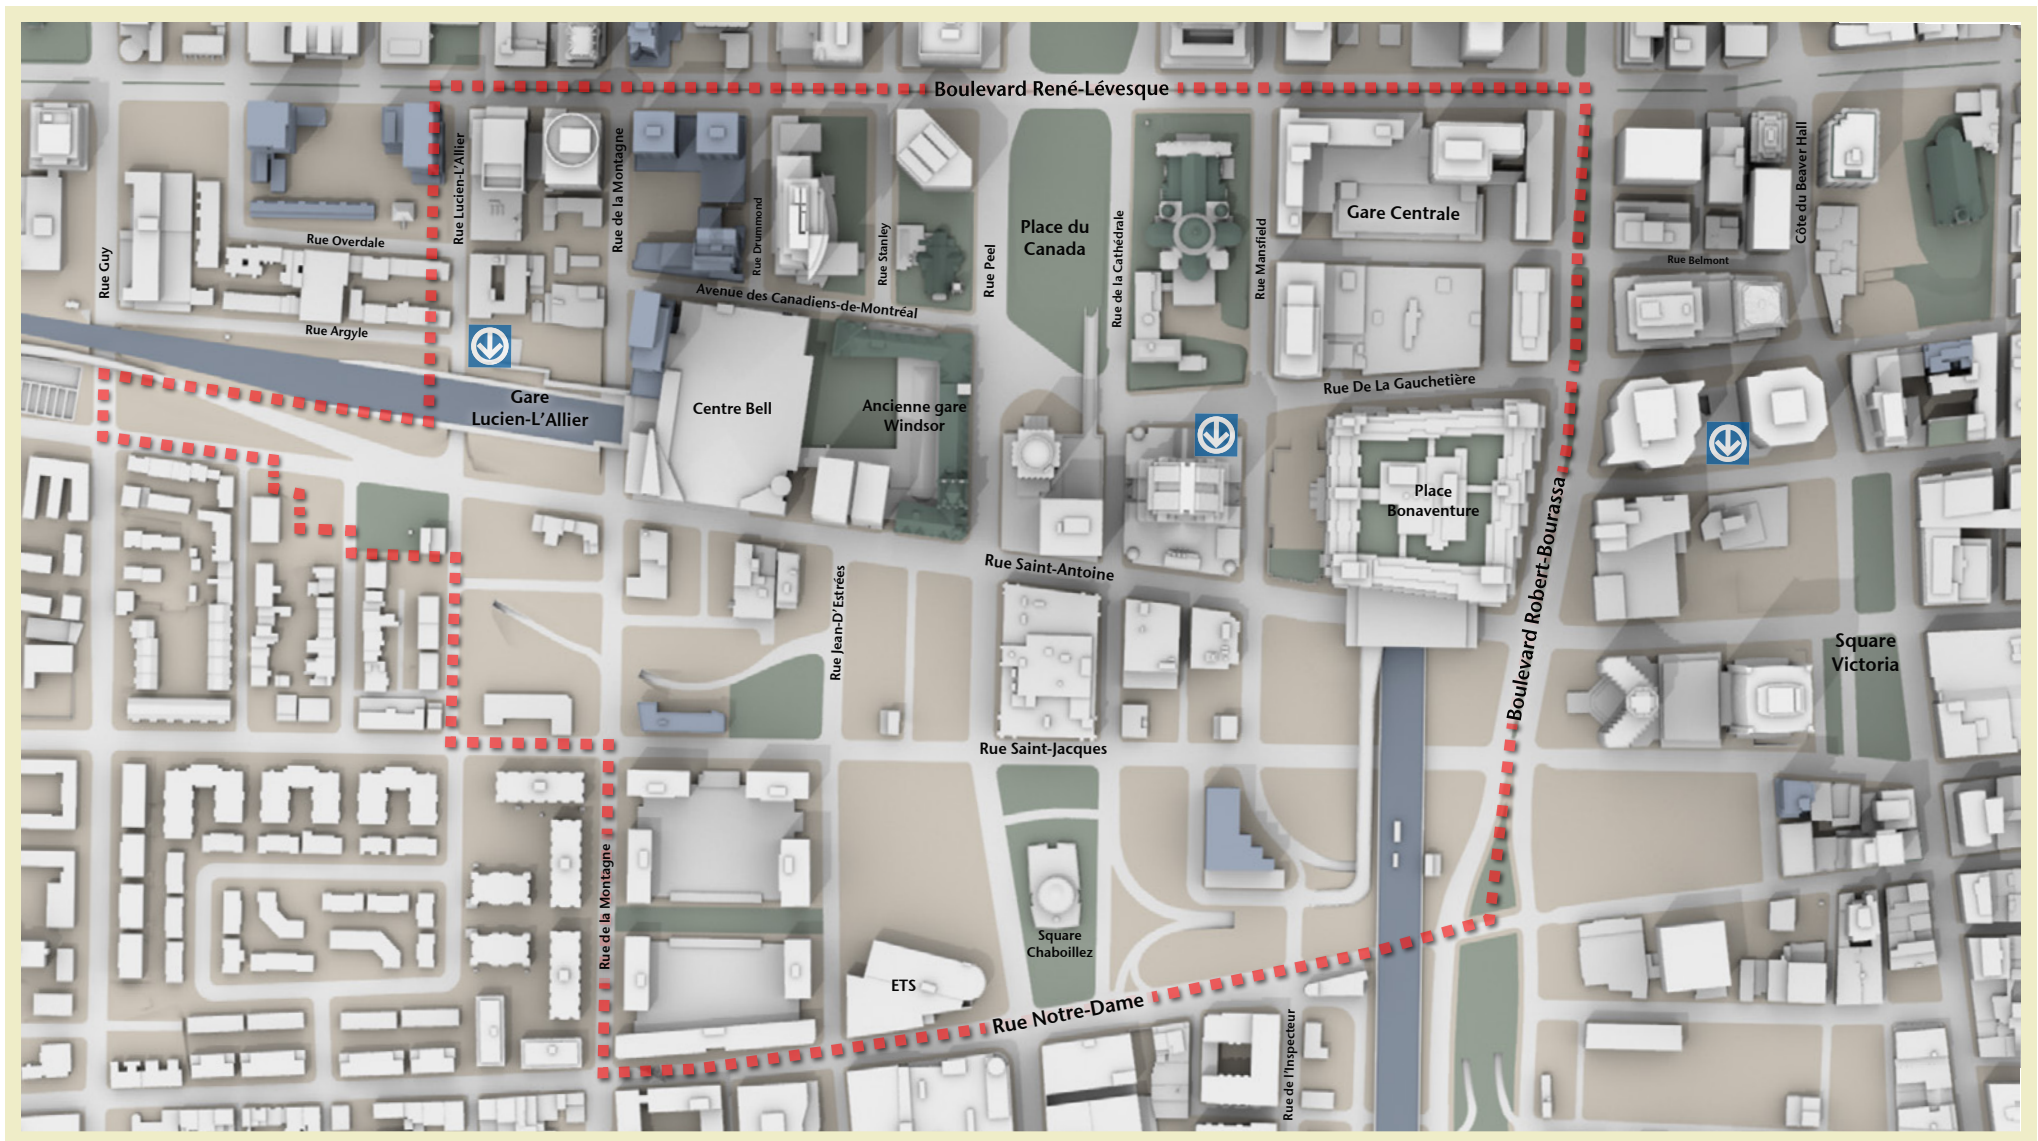 Boulevard René-Lévesque
Rue Guy
Rue Overdale
Rue Argyle
Rue Lucien-L'Allier
Rue de la Montagne
Rue Drummond
Rue Stanley
Rue Peel
Place du
Canada
Rue de la Cathédrale
Rue Mansfield
Gare Centrale
Côte du Beaver Hall
Rue Belmont
Avenue des Canadiens-de-Montréal
Rue De La Gauchetière
Gare
Lucien-L'Allier
Centre Bell
Ancienne gare
Windsor
Place
Bonaventure
Boulevard Robert-Bourassa
Rue Saint-Antoine
Rue Jean-D'Estrées
Square
Victoria
Rue Saint-Jacques
Rue de la Montagne
Square
Chaboillez
ETS
Rue Notre-Dame
Rue de l'Inspecteur